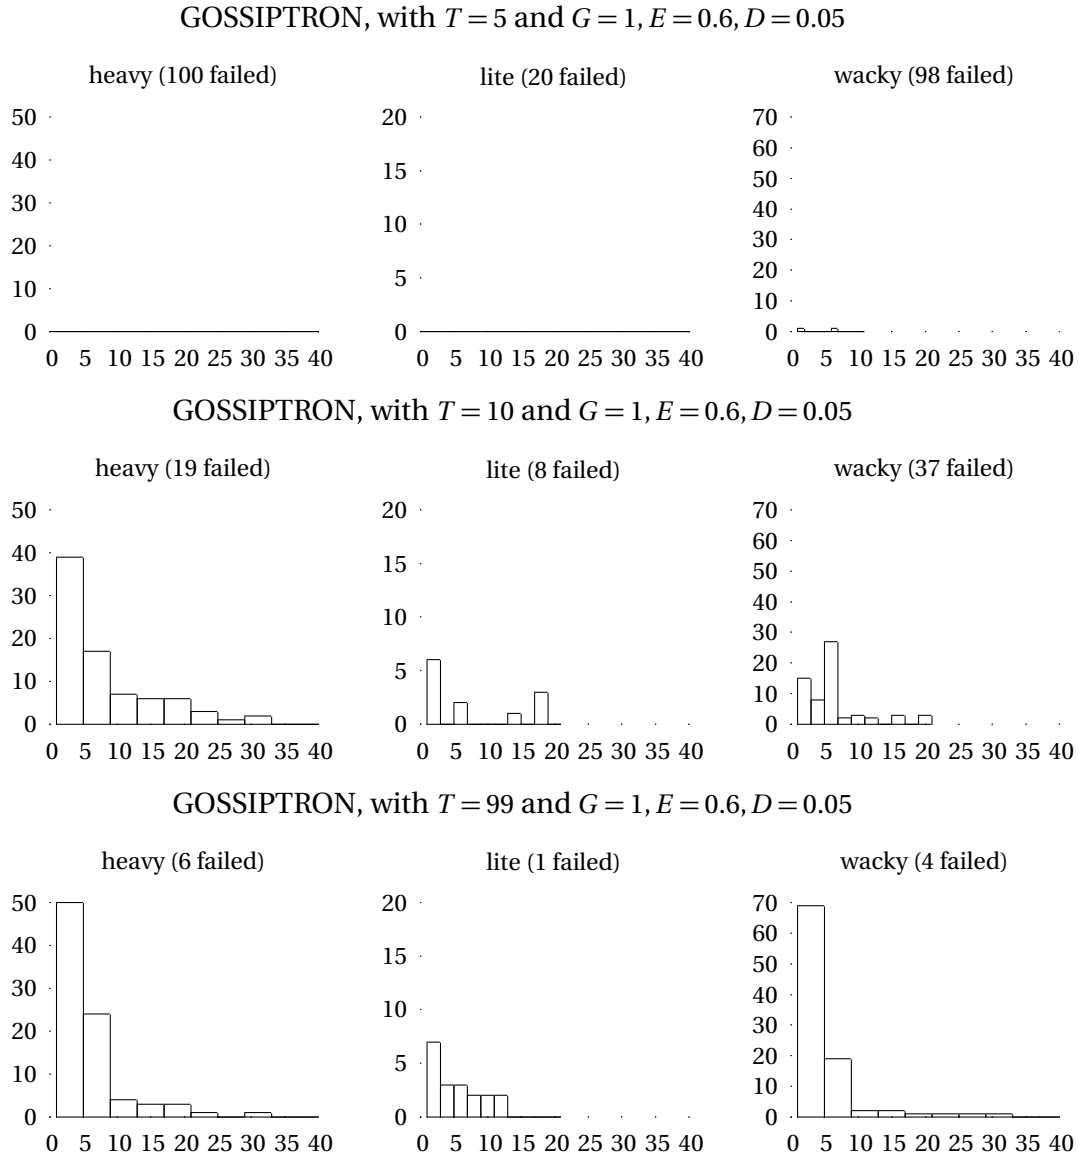 GOSSIPTRON, with T = 5 and G = 1, E = 0.6, D = 0.05
heavy (100 failed)
lite (20 failed)
wacky (98 failed)
50
40
30
20
10
0
0 5 10 15 20 25 30 35 40
20
15
10
5
0
0 5 10 15 20 25 30 35 40
70
60
50
40
30
20
10
0
0 5 10 15 20 25 30 35 40
GOSSIPTRON, with T = 10 and G = 1, E = 0.6, D = 0.05
heavy (19 failed)
lite (8 failed)
wacky (37 failed)
50
40
30
20
10
0
0 5 10 15 20 25 30 35 40
20
15
10
5
0
0 5 10 15 20 25 30 35 40
70
60
50
40
30
20
10
0
0 5 10 15 20 25 30 35 40
GOSSIPTRON, with T = 99 and G = 1, E = 0.6, D = 0.05
heavy (6 failed)
lite (1 failed)
wacky (4 failed)
50
40
30
20
10
0
0 5 10 15 20 25 30 35 40
20
15
10
5
0
0 5 10 15 20 25 30 35 40
70
60
50
40
30
20
10
0
0 5 10 15 20 25 30 35 40